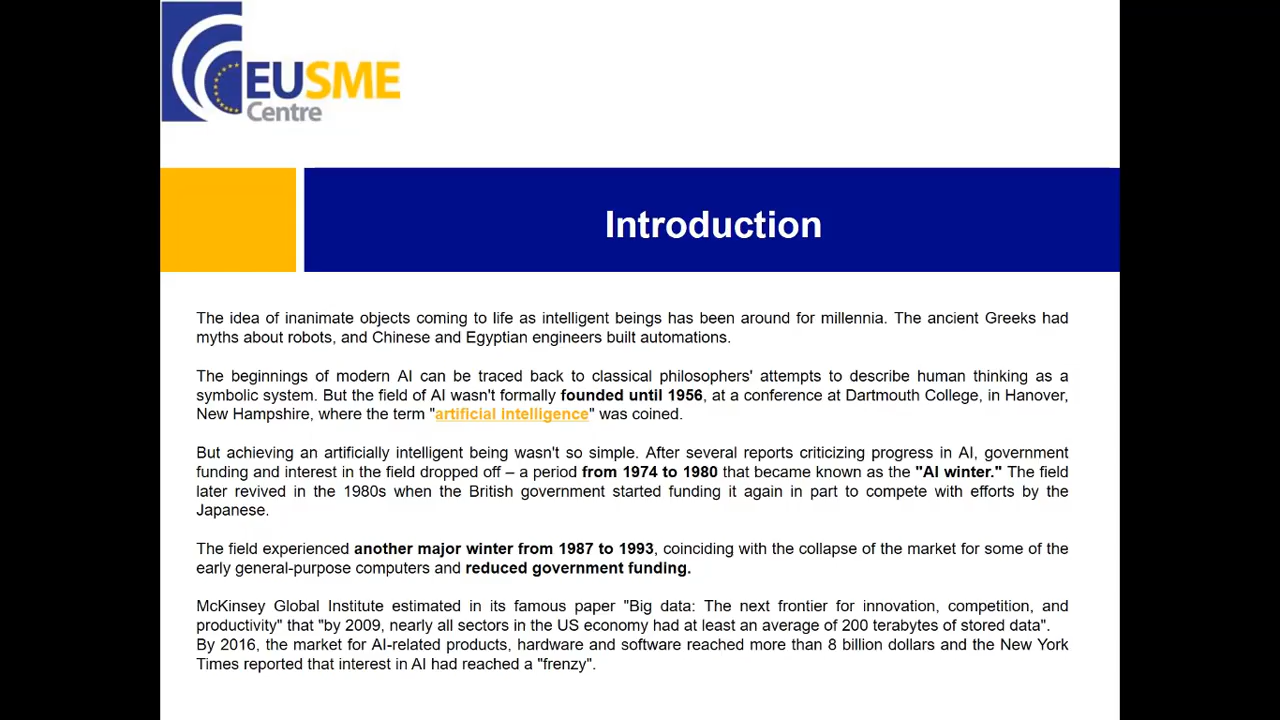 EUSME
Centre
Introduction
The idea of inanimate objects coming to life as intelligent beings has been around for millennia. The ancient Greeks had
myths about robots, and Chinese and Egyptian engineers built automations.
The beginnings of modern AI can be traced back to classical philosophers' attempts to describe human thinking as a
symbolic system. But the field of AI wasn't formally founded until 1956, at a conference at Dartmouth College, in Hanover,
New Hampshire, where the term "artificial intelligence" was coined.
But achieving an artificially intelligent being wasn't so simple. After several reports criticizing progress in AI, government
funding and interest in the field dropped off – a period from 1974 to 1980 that became known as the "AI winter." The field
later revived in the 1980s when the British government started funding it again in part to compete with efforts by the
Japanese.
The field experienced another major winter from 1987 to 1993, coinciding with the collapse of the market for some of the
early general-purpose computers and reduced government funding.
McKinsey Global Institute estimated in its famous paper "Big data: The next frontier for innovation, competition, and
productivity" that "by 2009, nearly all sectors in the US economy had at least an average of 200 terabytes of stored data".
By 2016, the market for AI-related products, hardware and software reached more than 8 billion dollars and the New York
Times reported that interest in AI had reached a "frenzy".